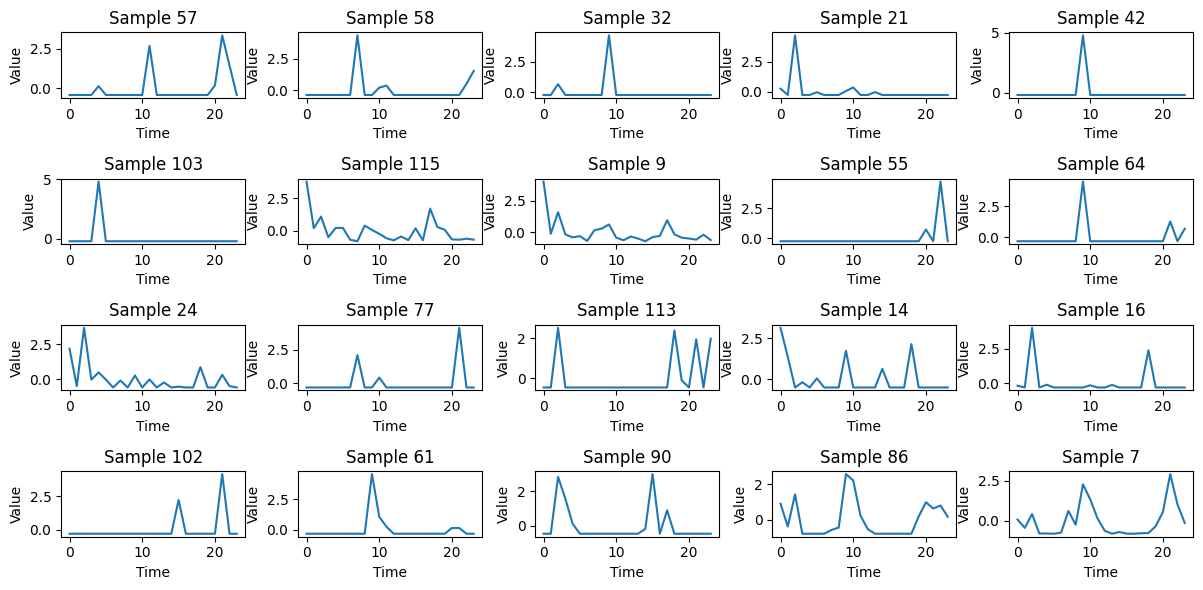 Sample 57 Sample 58 Sample 32 Sample 21 Sample 42
Value 2.5 0.0 Value 2.5 0.0 Value 2.5 0.0 Value 2.5 0.0 Value 5 0
0 10 20 0 10 20 0 10 20 0 10 20 0 10 20
Time Time Time Time Time
Sample 103 Sample 115 Sample 9 Sample 55 Sample 64
Value 5 0 Value 2.5 0.0 Value 2.5 0.0 Value 2.5 0.0 Value 2.5 0.0
0 10 20 0 10 20 0 10 20 0 10 20 0 10 20
Time Time Time Time Time
Sample 24 Sample 77 Sample 113 Sample 14 Sample 16
Value 2.5 0.0 Value 2.5 0.0 Value 2 0 Value 2.5 0.0 Value 2.5 0.0
0 10 20 0 10 20 0 10 20 0 10 20 0 10 20
Time Time Time Time Time
Sample 102 Sample 61 Sample 90 Sample 86 Sample 7
Value 2.5 0.0 Value 2.5 0.0 Value 2 0 Value 2 0 Value 2.5 0.0
0 10 20 0 10 20 0 10 20 0 10 20 0 10 20
Time Time Time Time Time